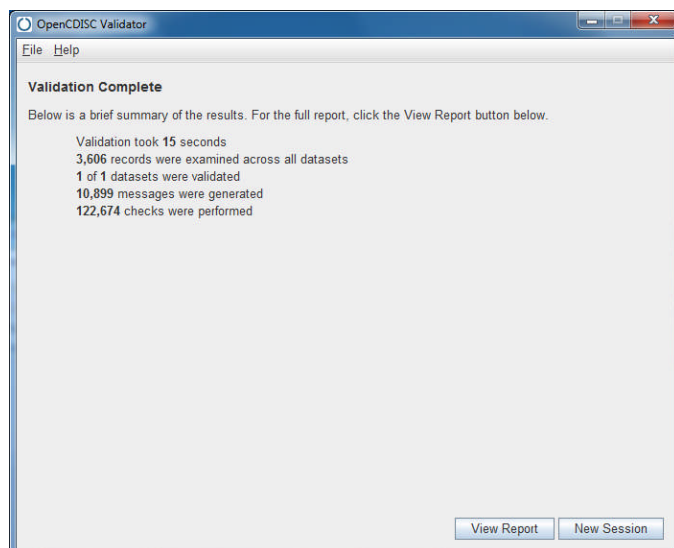 OpenCDISC Validator
File Help
Validation Complete
Below is a brief summary of the results. For the full report, click the View Report button below.
Validation took 15 seconds
3,606 records were examined across all datasets
1 of 1 datasets were validated
10,899 messages were generated
122,674 checks were performed
View Report New Session